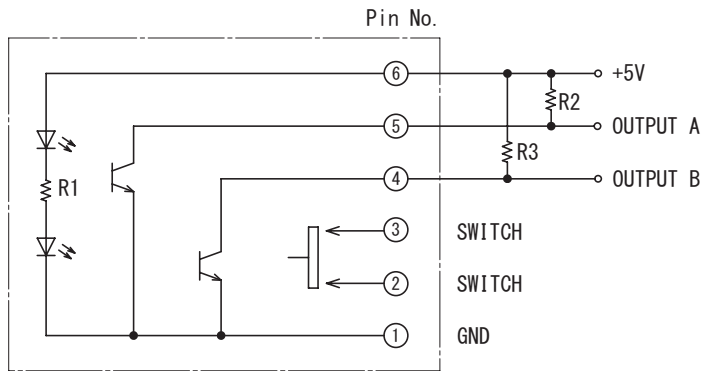 Pin No.
6 +5V
R2
5 OUTPUT A
R3
4 OUTPUT B
R1
3 SWITCH
2 SWITCH
1 GND